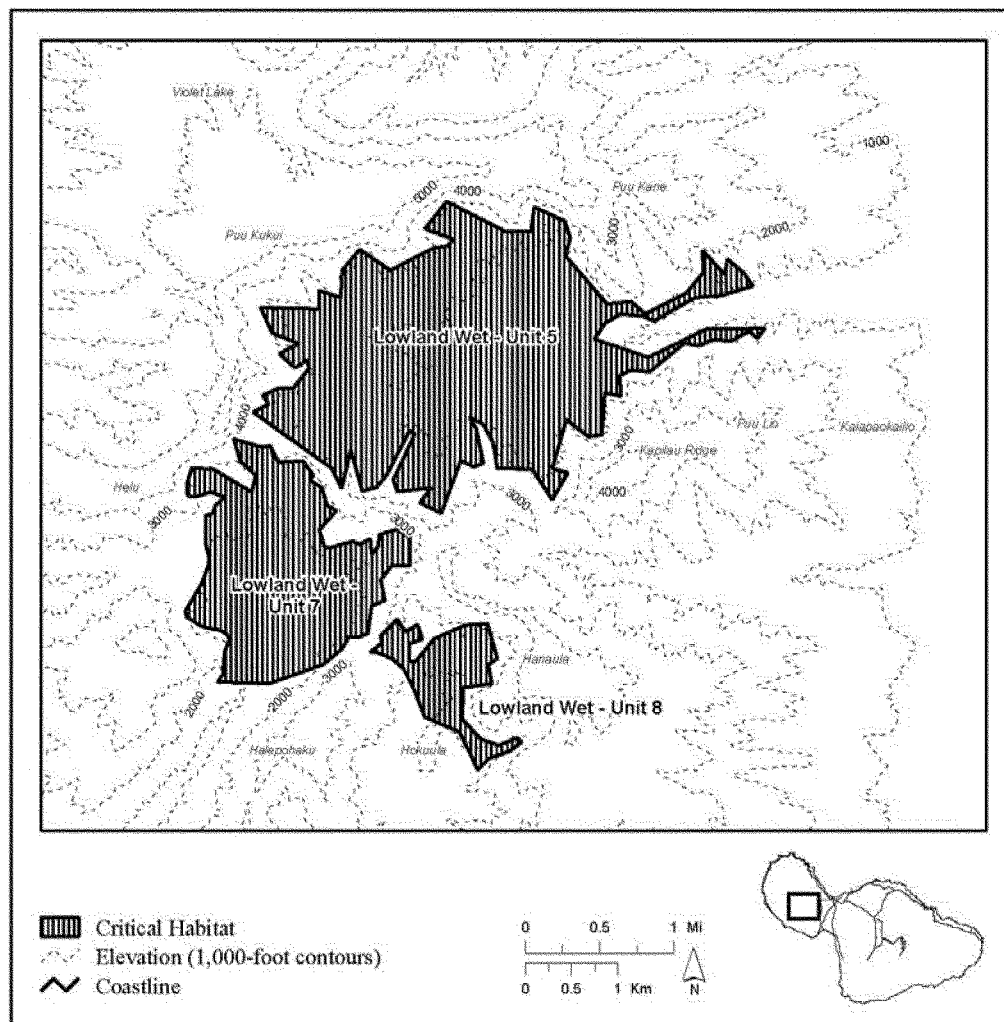 Violet Lake
1000
Puu Kane
5000
4000
3000
2000
Puu Kukui
Lowland Wet - Unit 5
4000
3000
Puu Lio
Kaiapaokailio
Kapilau Ridge
Helu
3000
4000
3000
3000
Lowland Wet -
Unit 7
Hanaula
3000
2000
2000
Lowland Wet - Unit 8
Halepohaku
Hokuula
Critical Habitat
Elevation (1,000-foot contours)
Coastline
0 0.5 1 Mi
0 0.5 1 Km
N